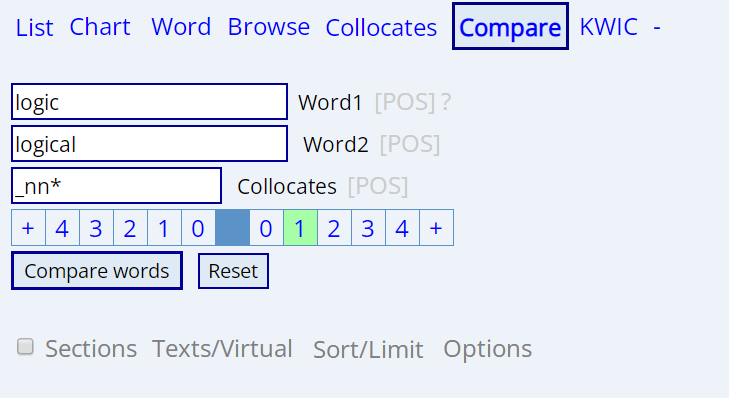 List Chart Word Browse Collocates Compare KWIC -
logic Word1 [POS] ?
logical Word2 [POS]
_nn* Collocates [POS]
+ 4 3 2 1 0 0 1 2 3 4 +
Compare words Reset
Sections Texts/Virtual Sort/Limit Options